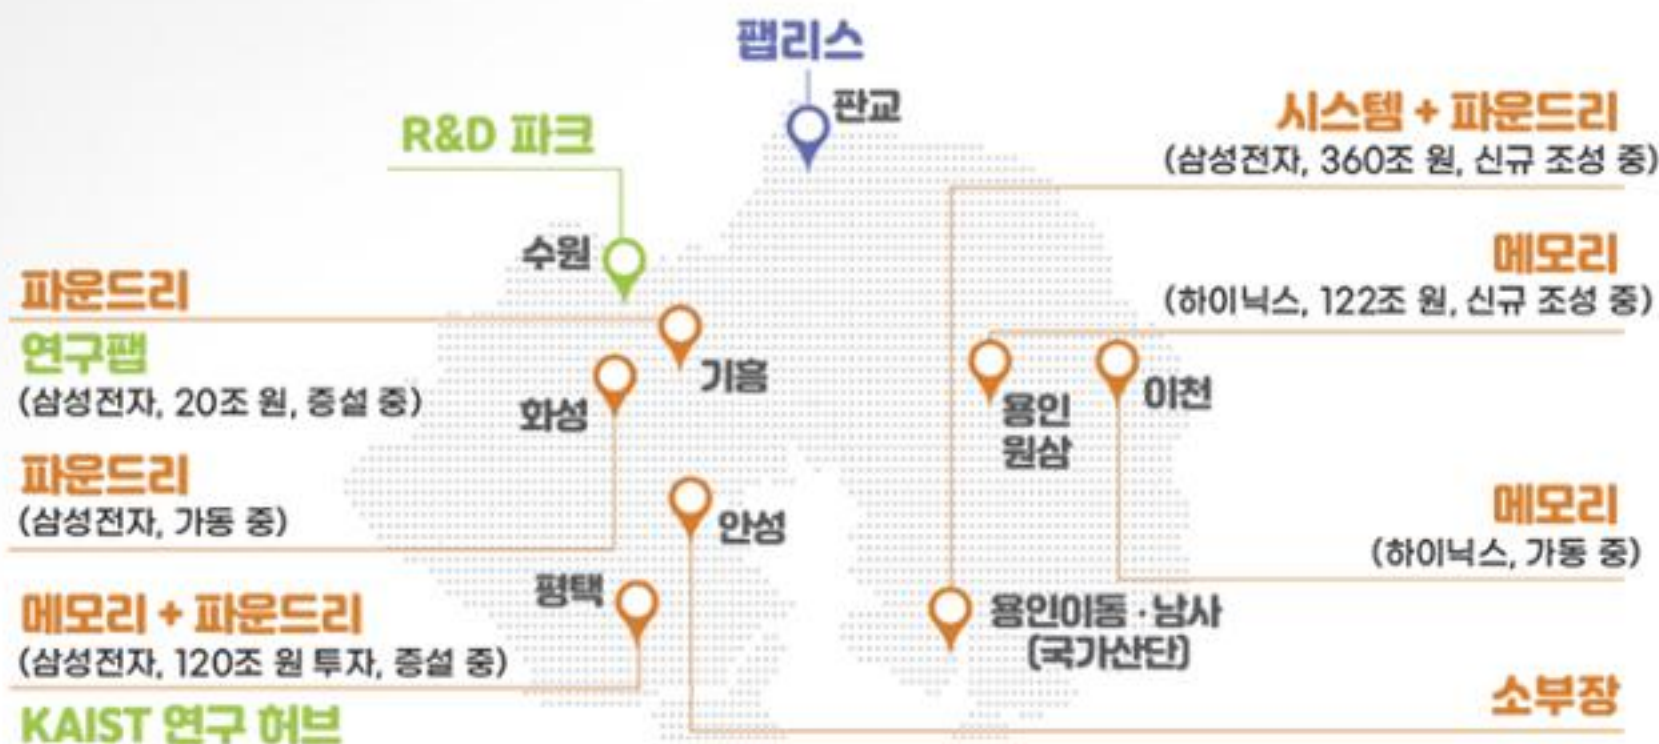 팹리스
판교
R&D 파크
수원
시스템 + 파운드리
(삼성전자, 360조 원, 신규 조성 중)
메모리
(하이닉스, 122조 원, 신규 조성 중)
파운드리
연구팹
(삼성전자, 20조 원, 증설 중)
기흥
화성
용인
원삼
이천
파운드리
(삼성전자, 가동 중)
안성
메모리
(하이닉스, 가동 중)
평택
메모리 + 파운드리
(삼성전자, 120조 원 투자, 증설 중)
KAIST 연구 허브
용인이동 · 남사
(국가산단)
소부장